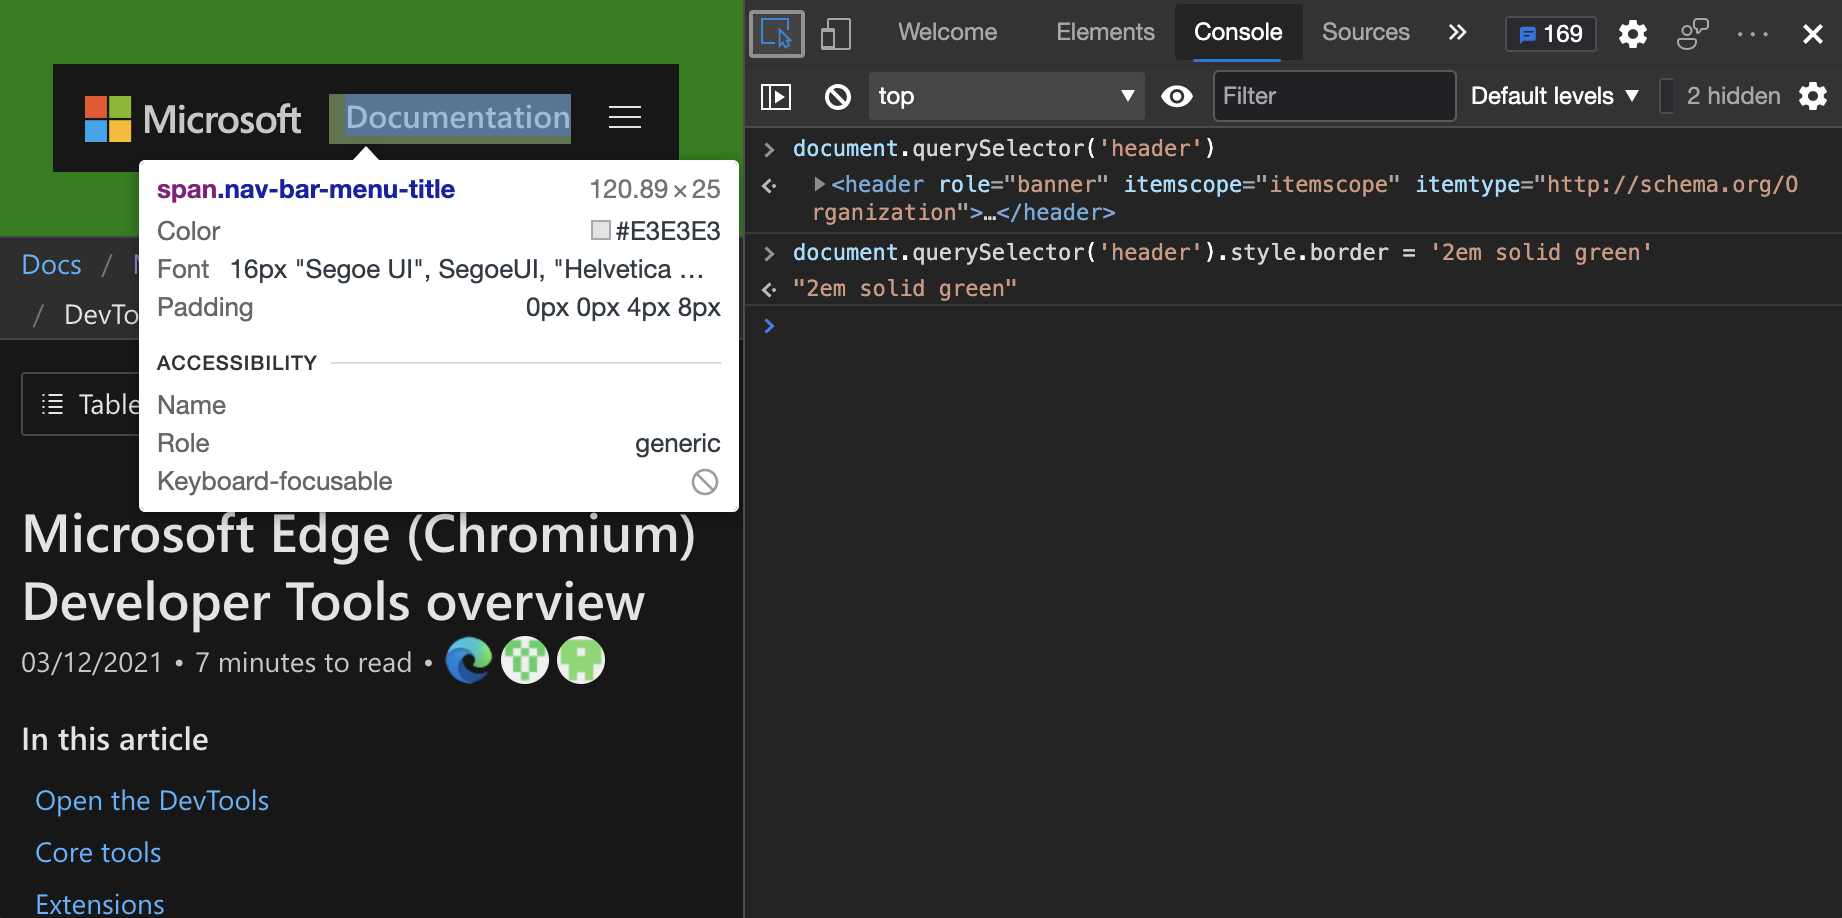 Microsoft Documentation
span.nav-bar-menu-title 120.89 × 25
Color #E3E3E3
Font 16px "Segoe UI", SegoeUI, "Helvetica …
Padding 0px 0px 4px 8px
ACCESSIBILITY
Name
Role generic
Keyboard-focusable
Docs /
/ DevTo
Table
Microsoft Edge (Chromium)
Developer Tools overview
03/12/2021 • 7 minutes to read •
In this article
Open the DevTools
Core tools
Extensions
Welcome Elements Console Sources » 169 ···
top ▼ Filter Default levels ▼ 2 hidden
> document.querySelector('header')
▶<header role="banner" itemscope="itemscope" itemtype="http://schema.org/O
rganization">…</header>
> document.querySelector('header').style.border = '2em solid green'
"2em solid green"
>